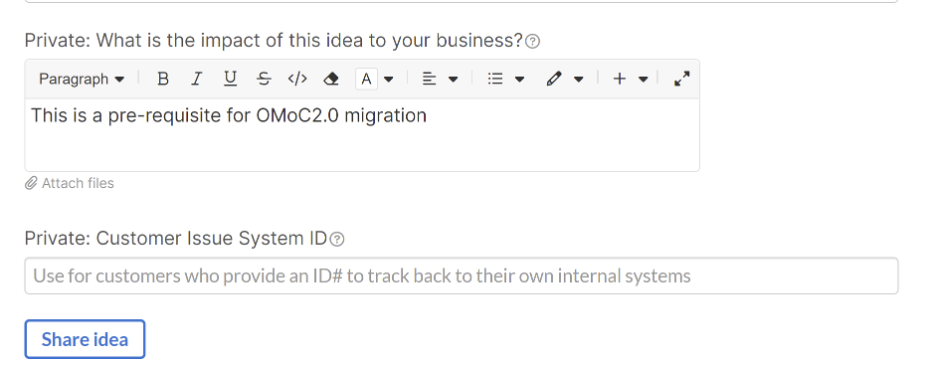 Private: What is the impact of this idea to your business?
Paragraph B I U S </> A
This is a pre-requisite for OMoC2.0 migration
Attach files
Private: Customer Issue System ID
Use for customers who provide an ID# to track back to their own internal systems
Share idea